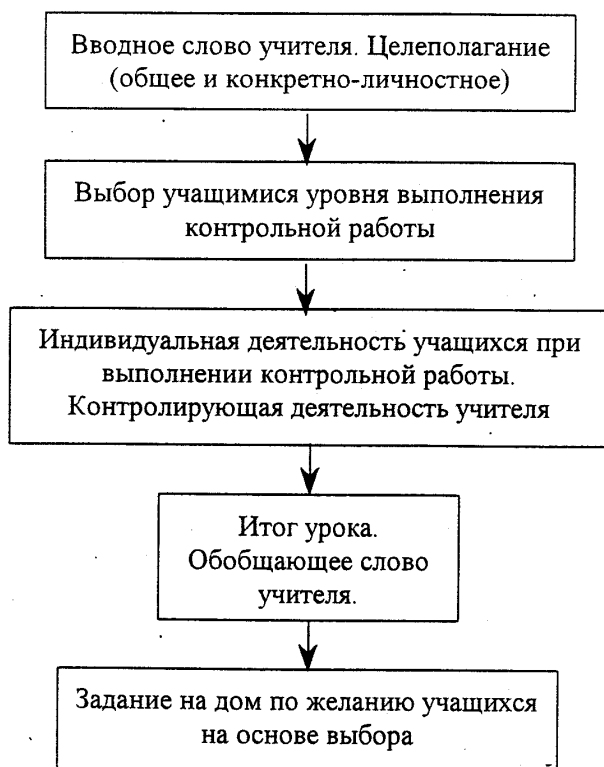 Вводное слово учителя. Целеполагание
(общее и конкретно-личностное)
Выбор учащимися уровня выполнения
контрольной работы
Индивидуальная деятельность учащихся при
выполнении контрольной работы.
Контролирующая деятельность учителя
Итог урока.
Обобщающее слово
учителя.
Задание на дом по желанию учащихся
на основе выбора